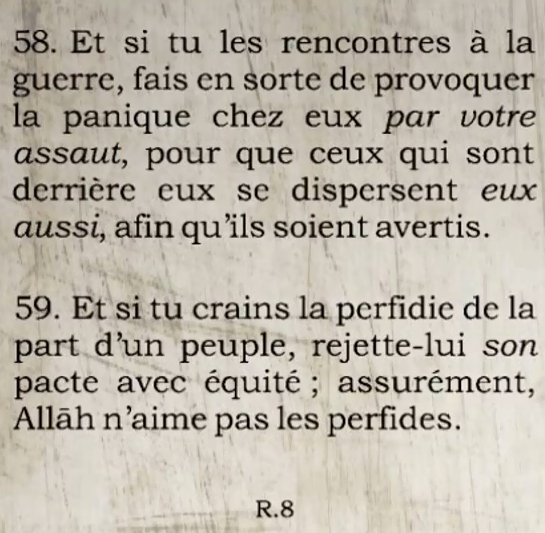 58. Et si tu les rencontres à la
guerre, fais en sorte de provoquer
la panique chez eux par votre
assaut, pour que ceux qui sont
derrière eux se dispersent eux
aussi, afin qu'ils soient avertis.
59. Et si tu crains la perfidie de la
part d'un peuple, rejette-lui son
pacte avec équité ; assurément,
Allāh n'aime pas les perfides.
R.8